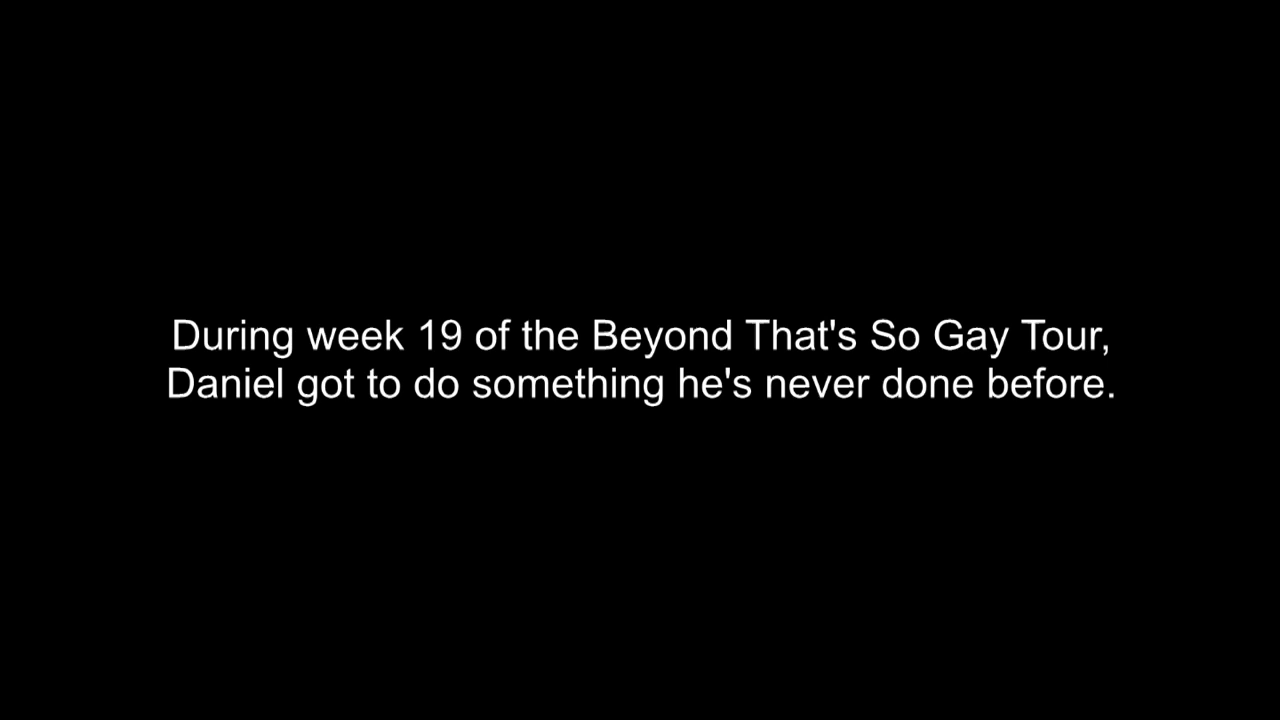 During week 19 of the Beyond That's So Gay Tour,
Daniel got to do something he's never done before.